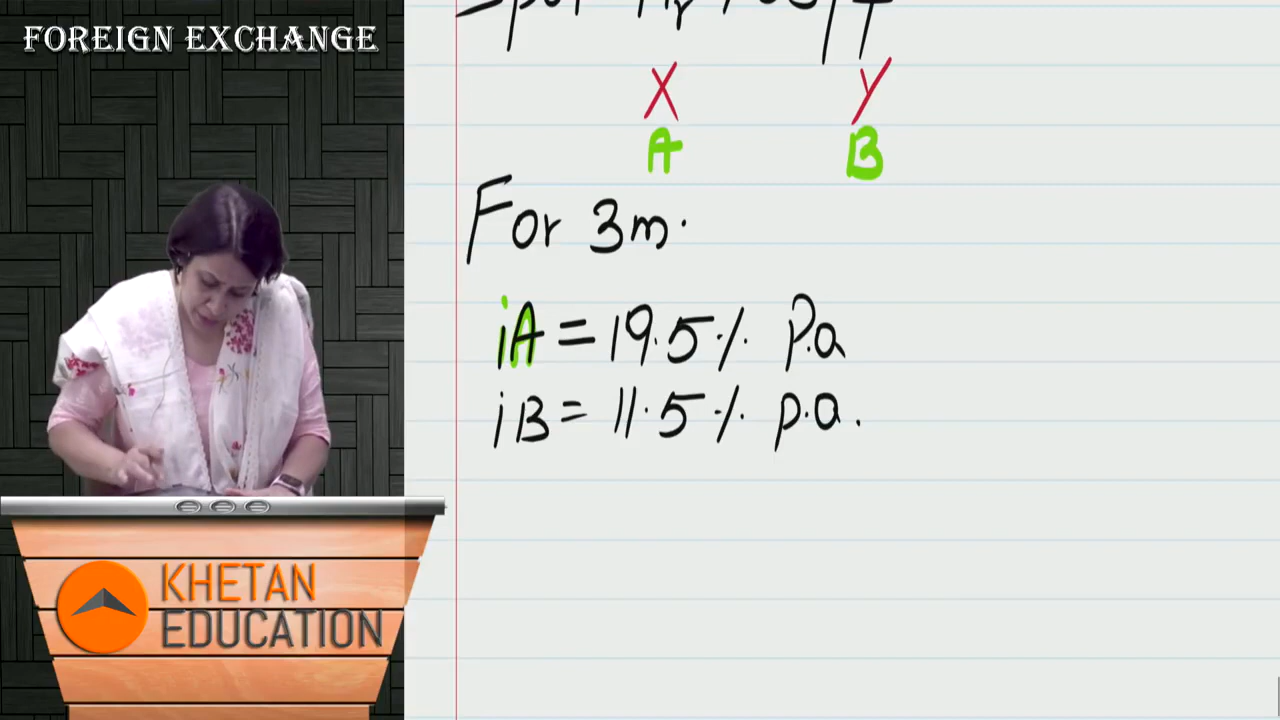 FOREIGN EXCHANGE
X Y
A B
For 3m.
iA = 19.5% P.a
iB = 11.5% p.a.
KHETAN
EDUCATION